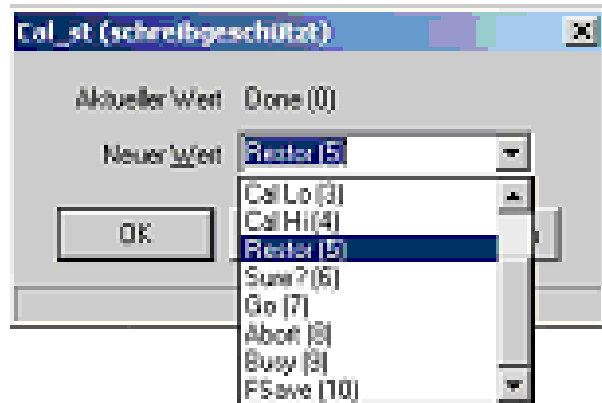 Cal_st (schreibgeschützt)
Aktueller Wert Done (0)
Neuer Wert Restor (5)
Cal Lo (3)
Cal Hi (4)
Restor (5)
OK
Sure? (6)
Go (7)
Abort (8)
Busy (9)
FSave (10)